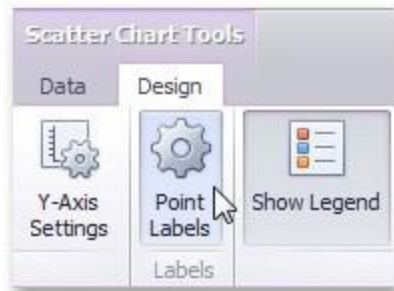 Scatter Chart Tools
Data Design
Y-Axis
Settings
Point
Labels
Show Legend
Labels